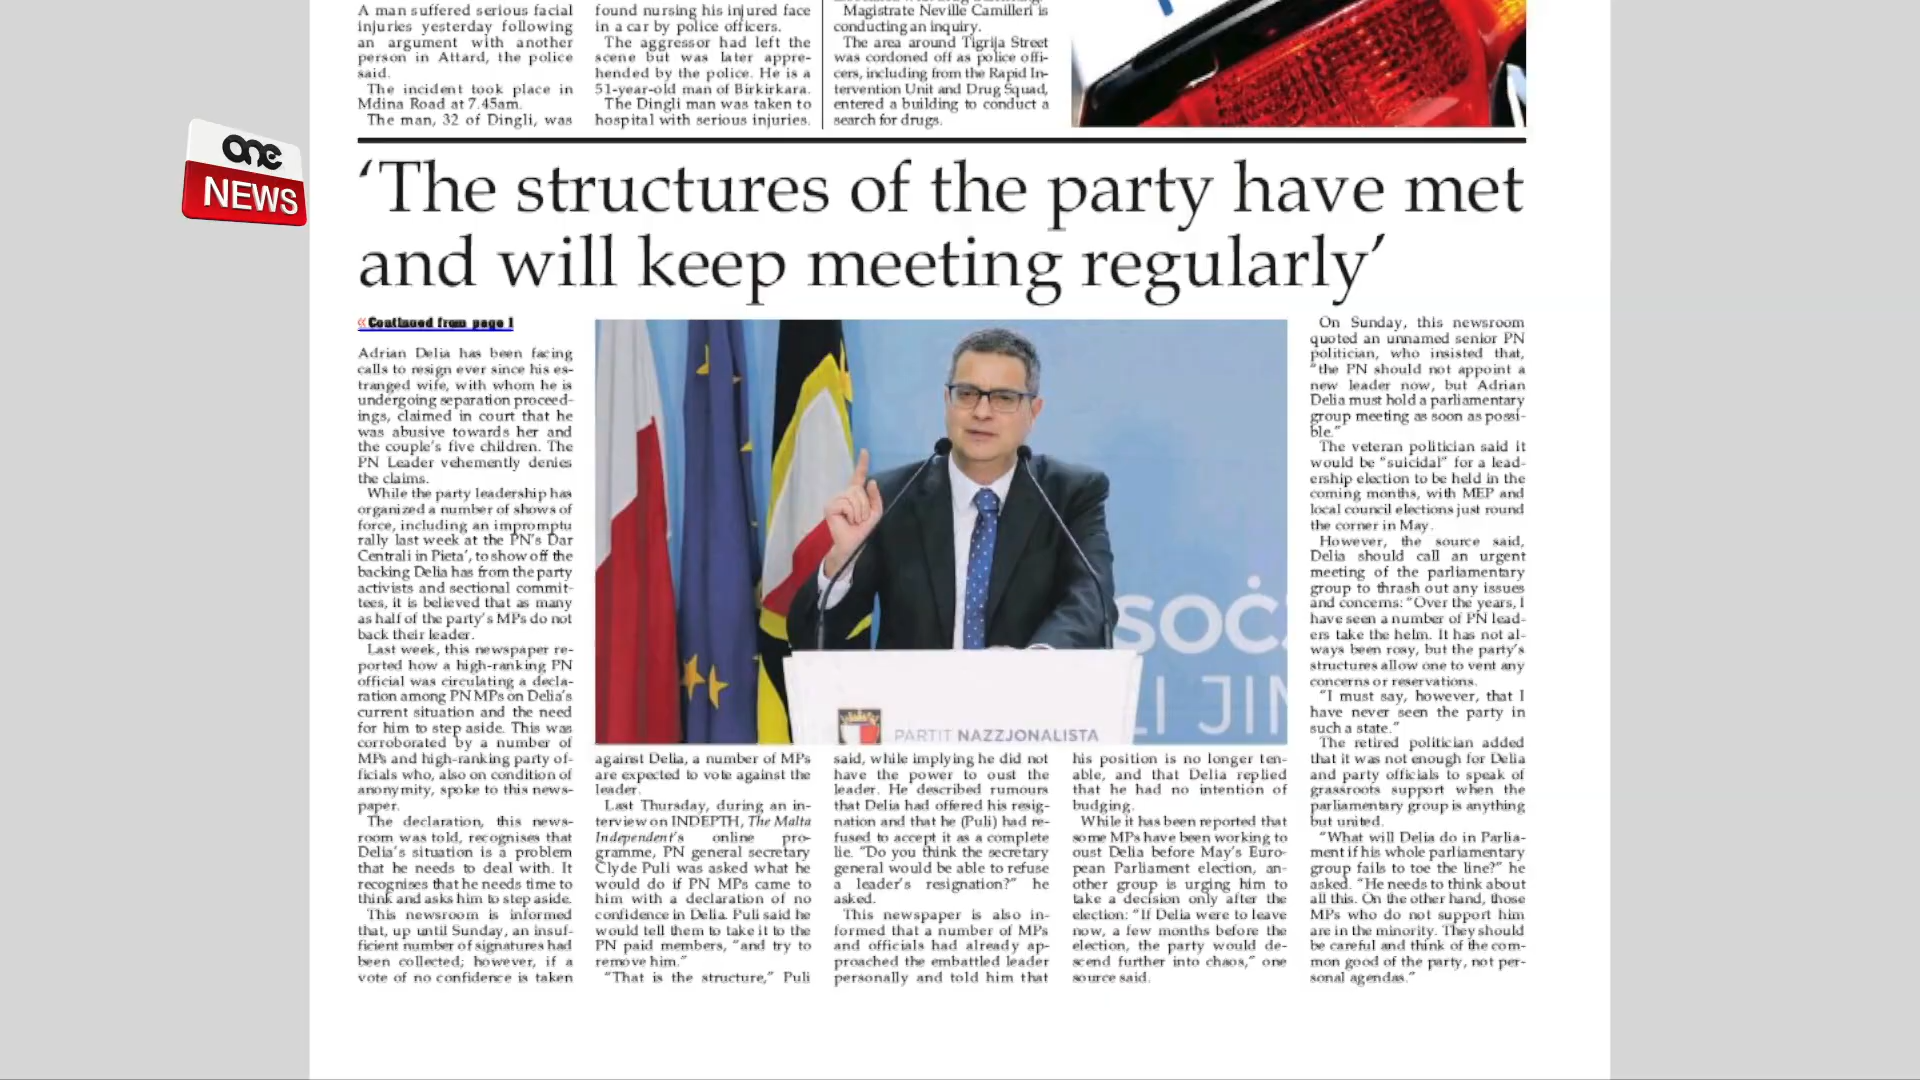 A man suffered serious facial
injuries yesterday following
an argument with another
person in Attard, the police
said.
The incident took place in
Mdina Road at 7.45am.
The man, 32 of Dingli, was
found nursing his injured face
in a car by police officers.
The aggressor had left the
scene but was later appre-
hended by the police. He is a
51-year-old man of Birkirkara.
The Dingli man was taken to
hospital with serious injuries.
Magistrate Neville Camilleri is
conducting an inquiry.
The area around Tigrija Street
was cordoned off as police offi-
cers, including from the Rapid In-
tervention Unit and Drug Squad,
entered a building to conduct a
search for drugs.
one
NEWS
‘The structures of the party have met
and will keep meeting regularly’
«Continued from page 1
Adrian Delia has been facing
calls to resign ever since his es-
tranged wife, with whom he is
undergoing separation proceed-
ings, claimed in court that he
was abusive towards her and
the couple's five children. The
PN Leader vehemently denies
the claims.
While the party leadership has
organized a number of shows of
force, including an impromptu
rally last week at the PN's Dar
Centrali in Pieta', to show off the
backing Delia has from the party
activists and sectional commit-
tees, it is believed that as many
as half of the party's MPs do not
back their leader.
Last week, this newspaper re-
ported how a high-ranking PN
official was circulating a decla-
ration among PN MPs on Delia's
current situation and the need
for him to step aside. This was
corroborated by a number of
MPs and high-ranking party of-
ficials who, also on condition of
anonymity, spoke to this news-
paper.
The declaration, this news-
room was told, recognises that
Delia's situation is a problem
that he needs to deal with. It
recognises that he needs time to
think and asks him to step aside.
This newsroom is informed
that, up until Sunday, an insuf-
ficient number of signatures had
been collected; however, if a
vote of no confidence is taken
SOĊ
LI JIM
PARTIT NAZZJONALISTA
against Delia, a number of MPs
are expected to vote against the
leader.
Last Thursday, during an in-
terview on INDEPTH, The Malta
Independent's online pro-
gramme, PN general secretary
Clyde Puli was asked what he
would do if PN MPs came to
him with a declaration of no
confidence in Delia. Puli said he
would tell them to take it to the
PN paid members, "and try to
remove him."
"That is the structure," Puli
said, while implying he did not
have the power to oust the
leader. He described rumours
that Delia had offered his resig-
nation and that he (Puli) had re-
fused to accept it as a complete
lie. "Do you think the secretary
general would be able to refuse
a leader's resignation?" he
asked.
This newspaper is also in-
formed that a number of MPs
and officials had already ap-
proached the embattled leader
personally and told him that
his position is no longer ten-
able, and that Delia replied
that he had no intention of
budging.
While it has been reported that
some MPs have been working to
oust Delia before May's Euro-
pean Parliament election, an-
other group is urging him to
take a decision only after the
election: "If Delia were to leave
now, a few months before the
election, the party would de-
scend further into chaos," one
source said.
On Sunday, this newsroom
quoted an unnamed senior PN
politician, who insisted that,
"the PN should not appoint a
new leader now, but Adrian
Delia must hold a parliamentary
group meeting as soon as possi-
ble."
The veteran politician said it
would be "suicidal" for a lead-
ership election to be held in the
coming months, with MEP and
local council elections just round
the corner in May.
However, the source said,
Delia should call an urgent
meeting of the parliamentary
group to thrash out any issues
and concerns: "Over the years, I
have seen a number of PN lead-
ers take the helm. It has not al-
ways been rosy, but the party's
structures allow one to vent any
concerns or reservations.
"I must say, however, that I
have never seen the party in
such a state."
The retired politician added
that it was not enough for Delia
and party officials to speak of
grassroots support when the
parliamentary group is anything
but united.
"What will Delia do in Parlia-
ment if his whole parliamentary
group fails to toe the line?" he
asked. "He needs to think about
all this. On the other hand, those
MPs who do not support him
are in the minority. They should
be careful and think of the com-
mon good of the party, not per-
sonal agendas."